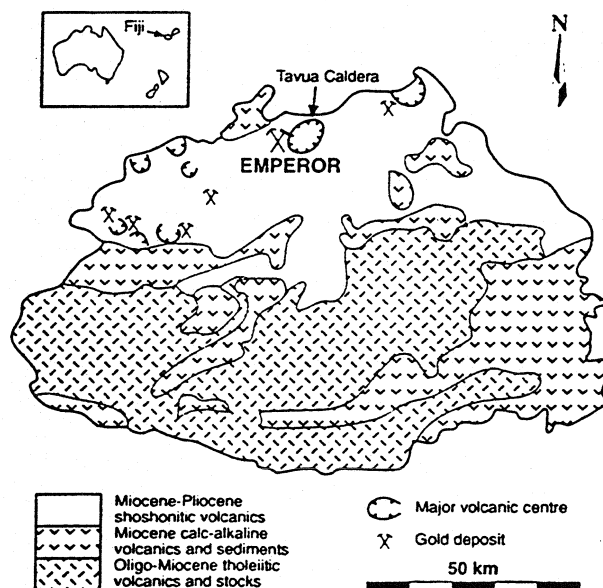 Fiji
N
Tavua Caldera
EMPEROR
Miocene-Pliocene
shoshonitic volcanics
Miocene calc-alkaline
volcanics and sediments
Oligo-Miocene tholeiitic
volcanics and stocks
Major volcanic centre
Gold deposit
50 km